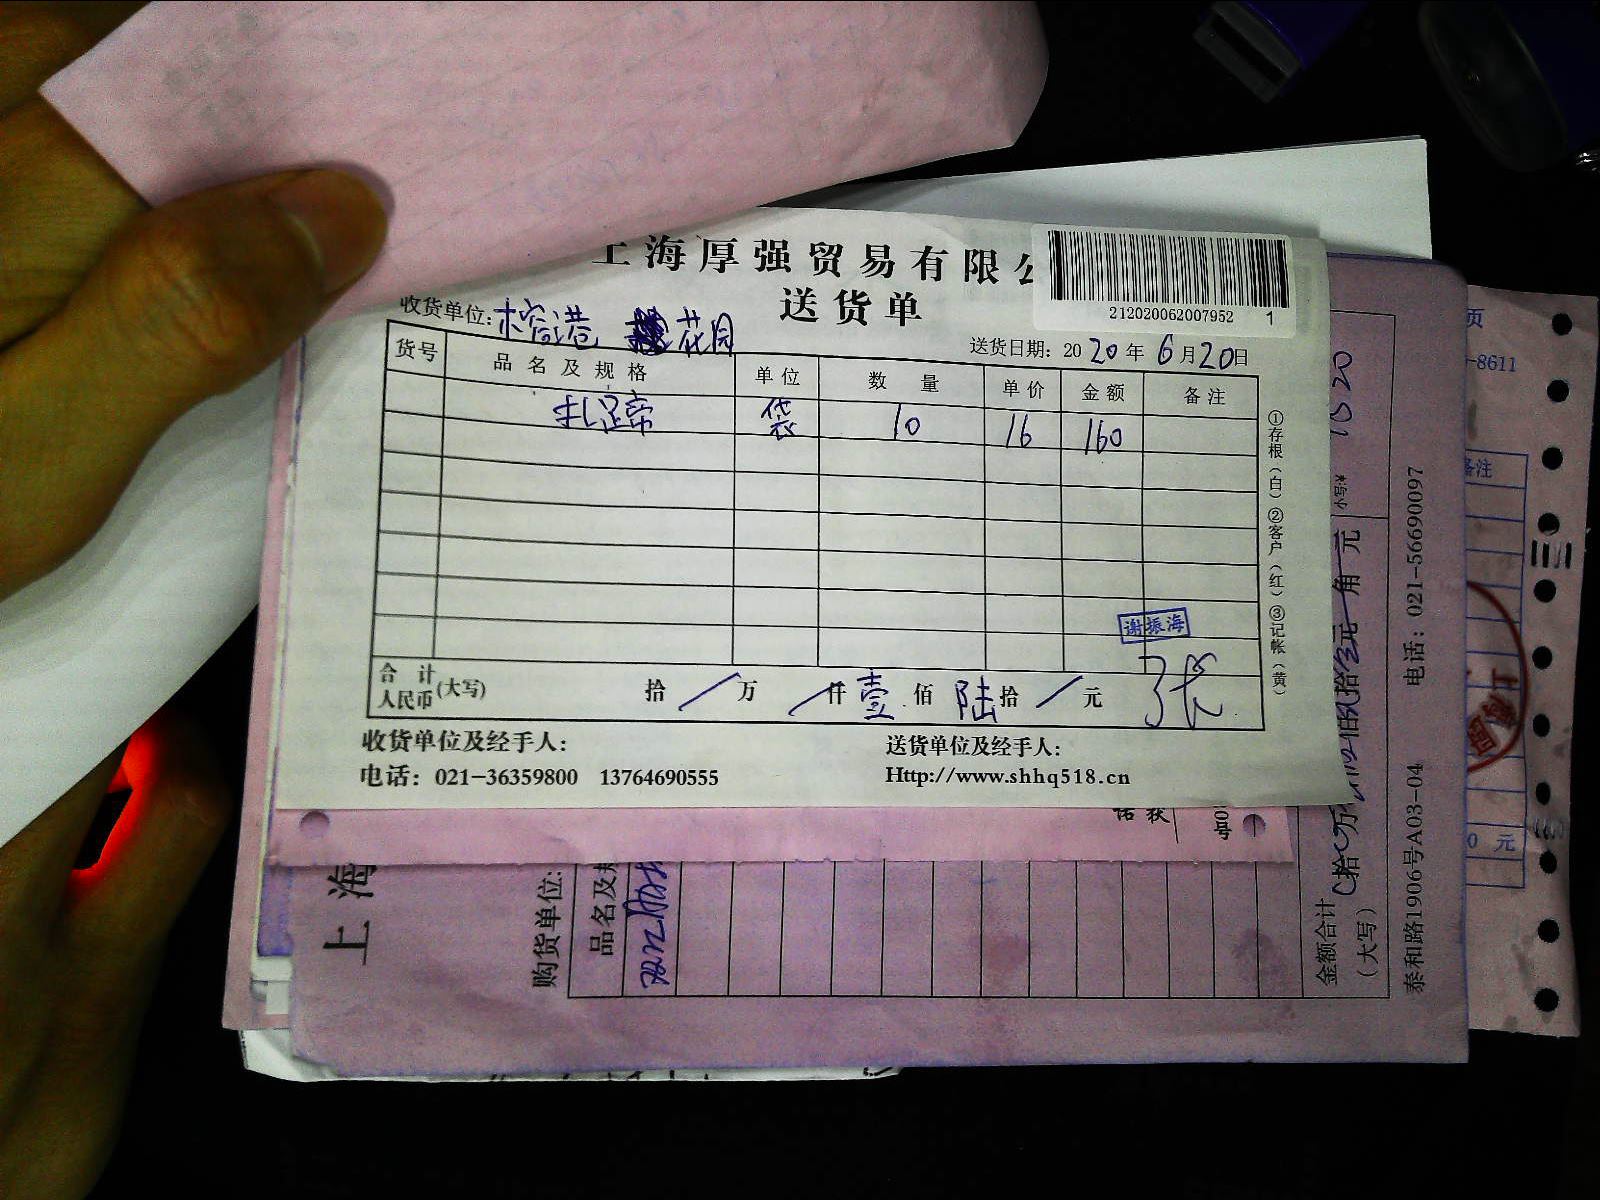 上海厚强贸易有限公
送货单
212020062007952 1
收货单位: 花园
送货日期: 2020年6月20日
货号 品名及规格 单位 数量 单价 金额 备注
袋 10 16 160
①存根(白) ②客户(红) ③记帐(黄)
谢振海
合计人民币(大写) 拾 / 万 / 仟 壹 佰 陆 拾 / 元
张
收货单位及经手人:
送货单位及经手人:
电话: 021-36359800 13764690555
Http://www.shhq518.cn
上海
购货单位:
品名及规
金额合计
(大写)
小写:¥
泰和路1906号A03-04 电话: 021-56690097
页
-8611
备注
0 元